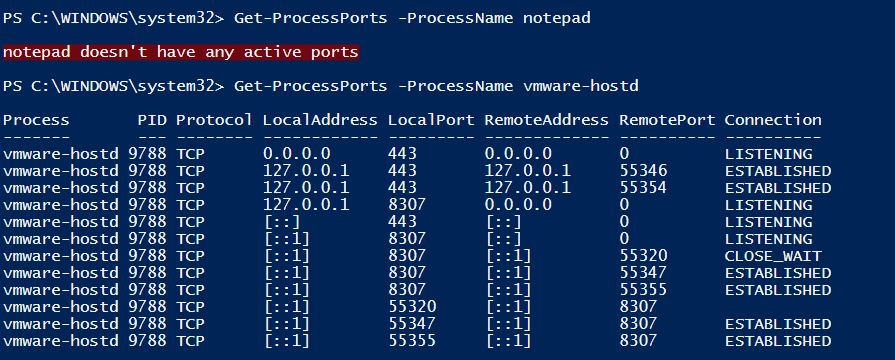 PS C:\WINDOWS\system32> Get-ProcessPorts -ProcessName notepad
notepad doesn't have any active ports
PS C:\WINDOWS\system32> Get-ProcessPorts -ProcessName vmware-hostd
Process PID Protocol LocalAddress LocalPort RemoteAddress RemotePort Connection
------- --- -------- ------------ --------- ------------- ---------- ----------
vmware-hostd 9788 TCP 0.0.0.0 443 0.0.0.0 0 LISTENING
vmware-hostd 9788 TCP 127.0.0.1 443 127.0.0.1 55346 ESTABLISHED
vmware-hostd 9788 TCP 127.0.0.1 443 127.0.0.1 55354 ESTABLISHED
vmware-hostd 9788 TCP 127.0.0.1 8307 0.0.0.0 0 LISTENING
vmware-hostd 9788 TCP [::] 443 [::] 0 LISTENING
vmware-hostd 9788 TCP [::1] 8307 [::] 0 LISTENING
vmware-hostd 9788 TCP [::1] 8307 [::1] 55320 CLOSE_WAIT
vmware-hostd 9788 TCP [::1] 8307 [::1] 55347 ESTABLISHED
vmware-hostd 9788 TCP [::1] 8307 [::1] 55355 ESTABLISHED
vmware-hostd 9788 TCP [::1] 55320 [::1] 8307
vmware-hostd 9788 TCP [::1] 55347 [::1] 8307 ESTABLISHED
vmware-hostd 9788 TCP [::1] 55355 [::1] 8307 ESTABLISHED